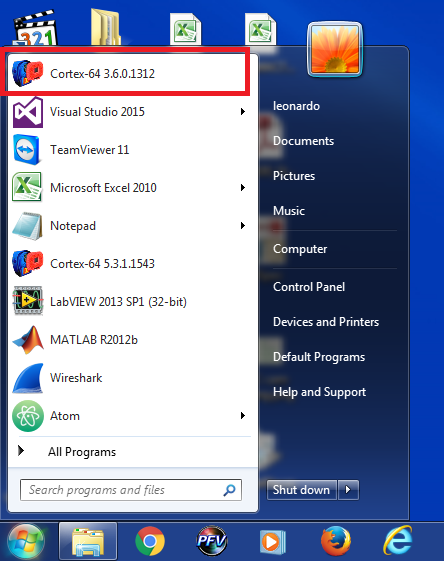 321
Cortex-64 3.6.0.1312
Visual Studio 2015
TeamViewer 11
Microsoft Excel 2010
Notepad
Cortex-64 5.3.1.1543
LabVIEW 2013 SP1 (32-bit)
MATLAB R2012b
Wireshark
Atom
All Programs
Search programs and files
leonardo
Documents
Pictures
Music
Computer
Control Panel
Devices and Printers
Default Programs
Help and Support
Shut down
PFV